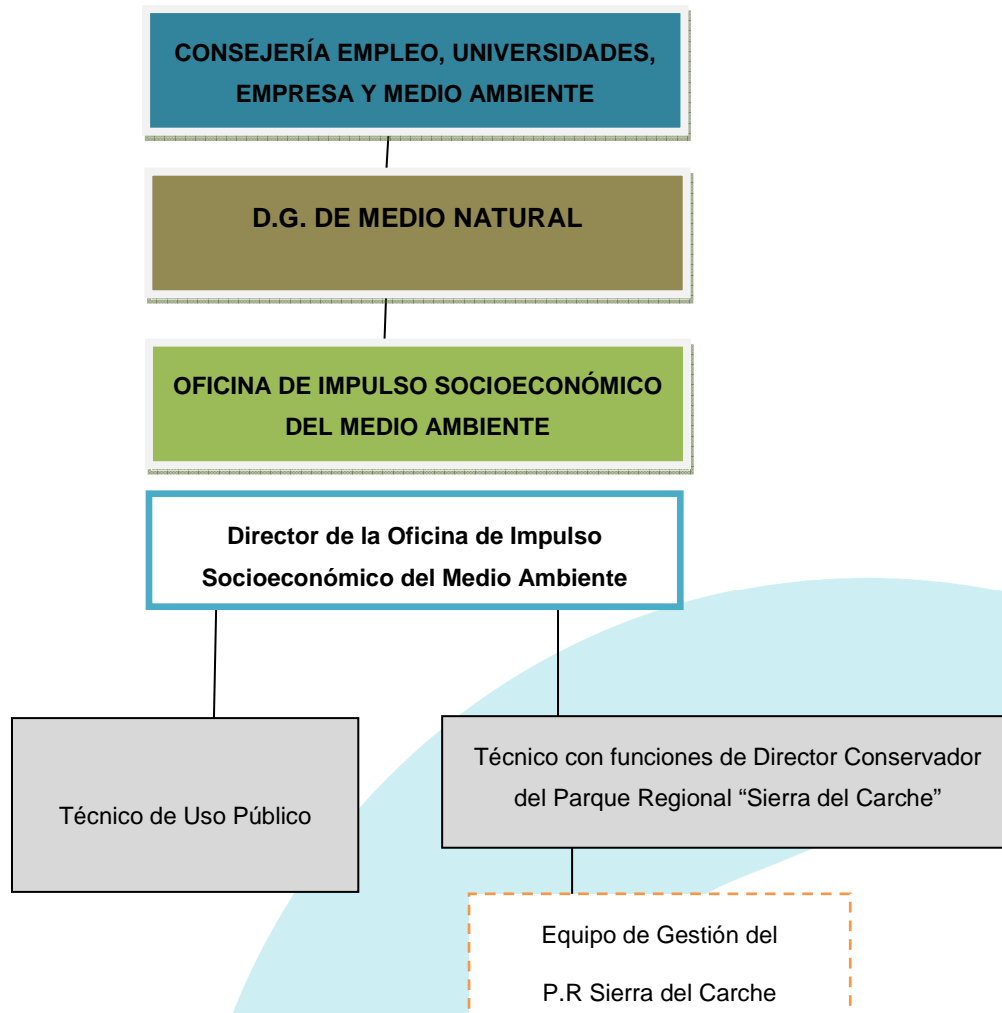 CONSEJERÍA EMPLEO, UNIVERSIDADES,
EMPRESA Y MEDIO AMBIENTE
D.G. DE MEDIO NATURAL
OFICINA DE IMPULSO SOCIOECONÓMICO
DEL MEDIO AMBIENTE
Director de la Oficina de Impulso
Socioeconómico del Medio Ambiente
Técnico de Uso Público
Técnico con funciones de Director Conservador
del Parque Regional “Sierra del Carche”
Equipo de Gestión del
P.R Sierra del Carche